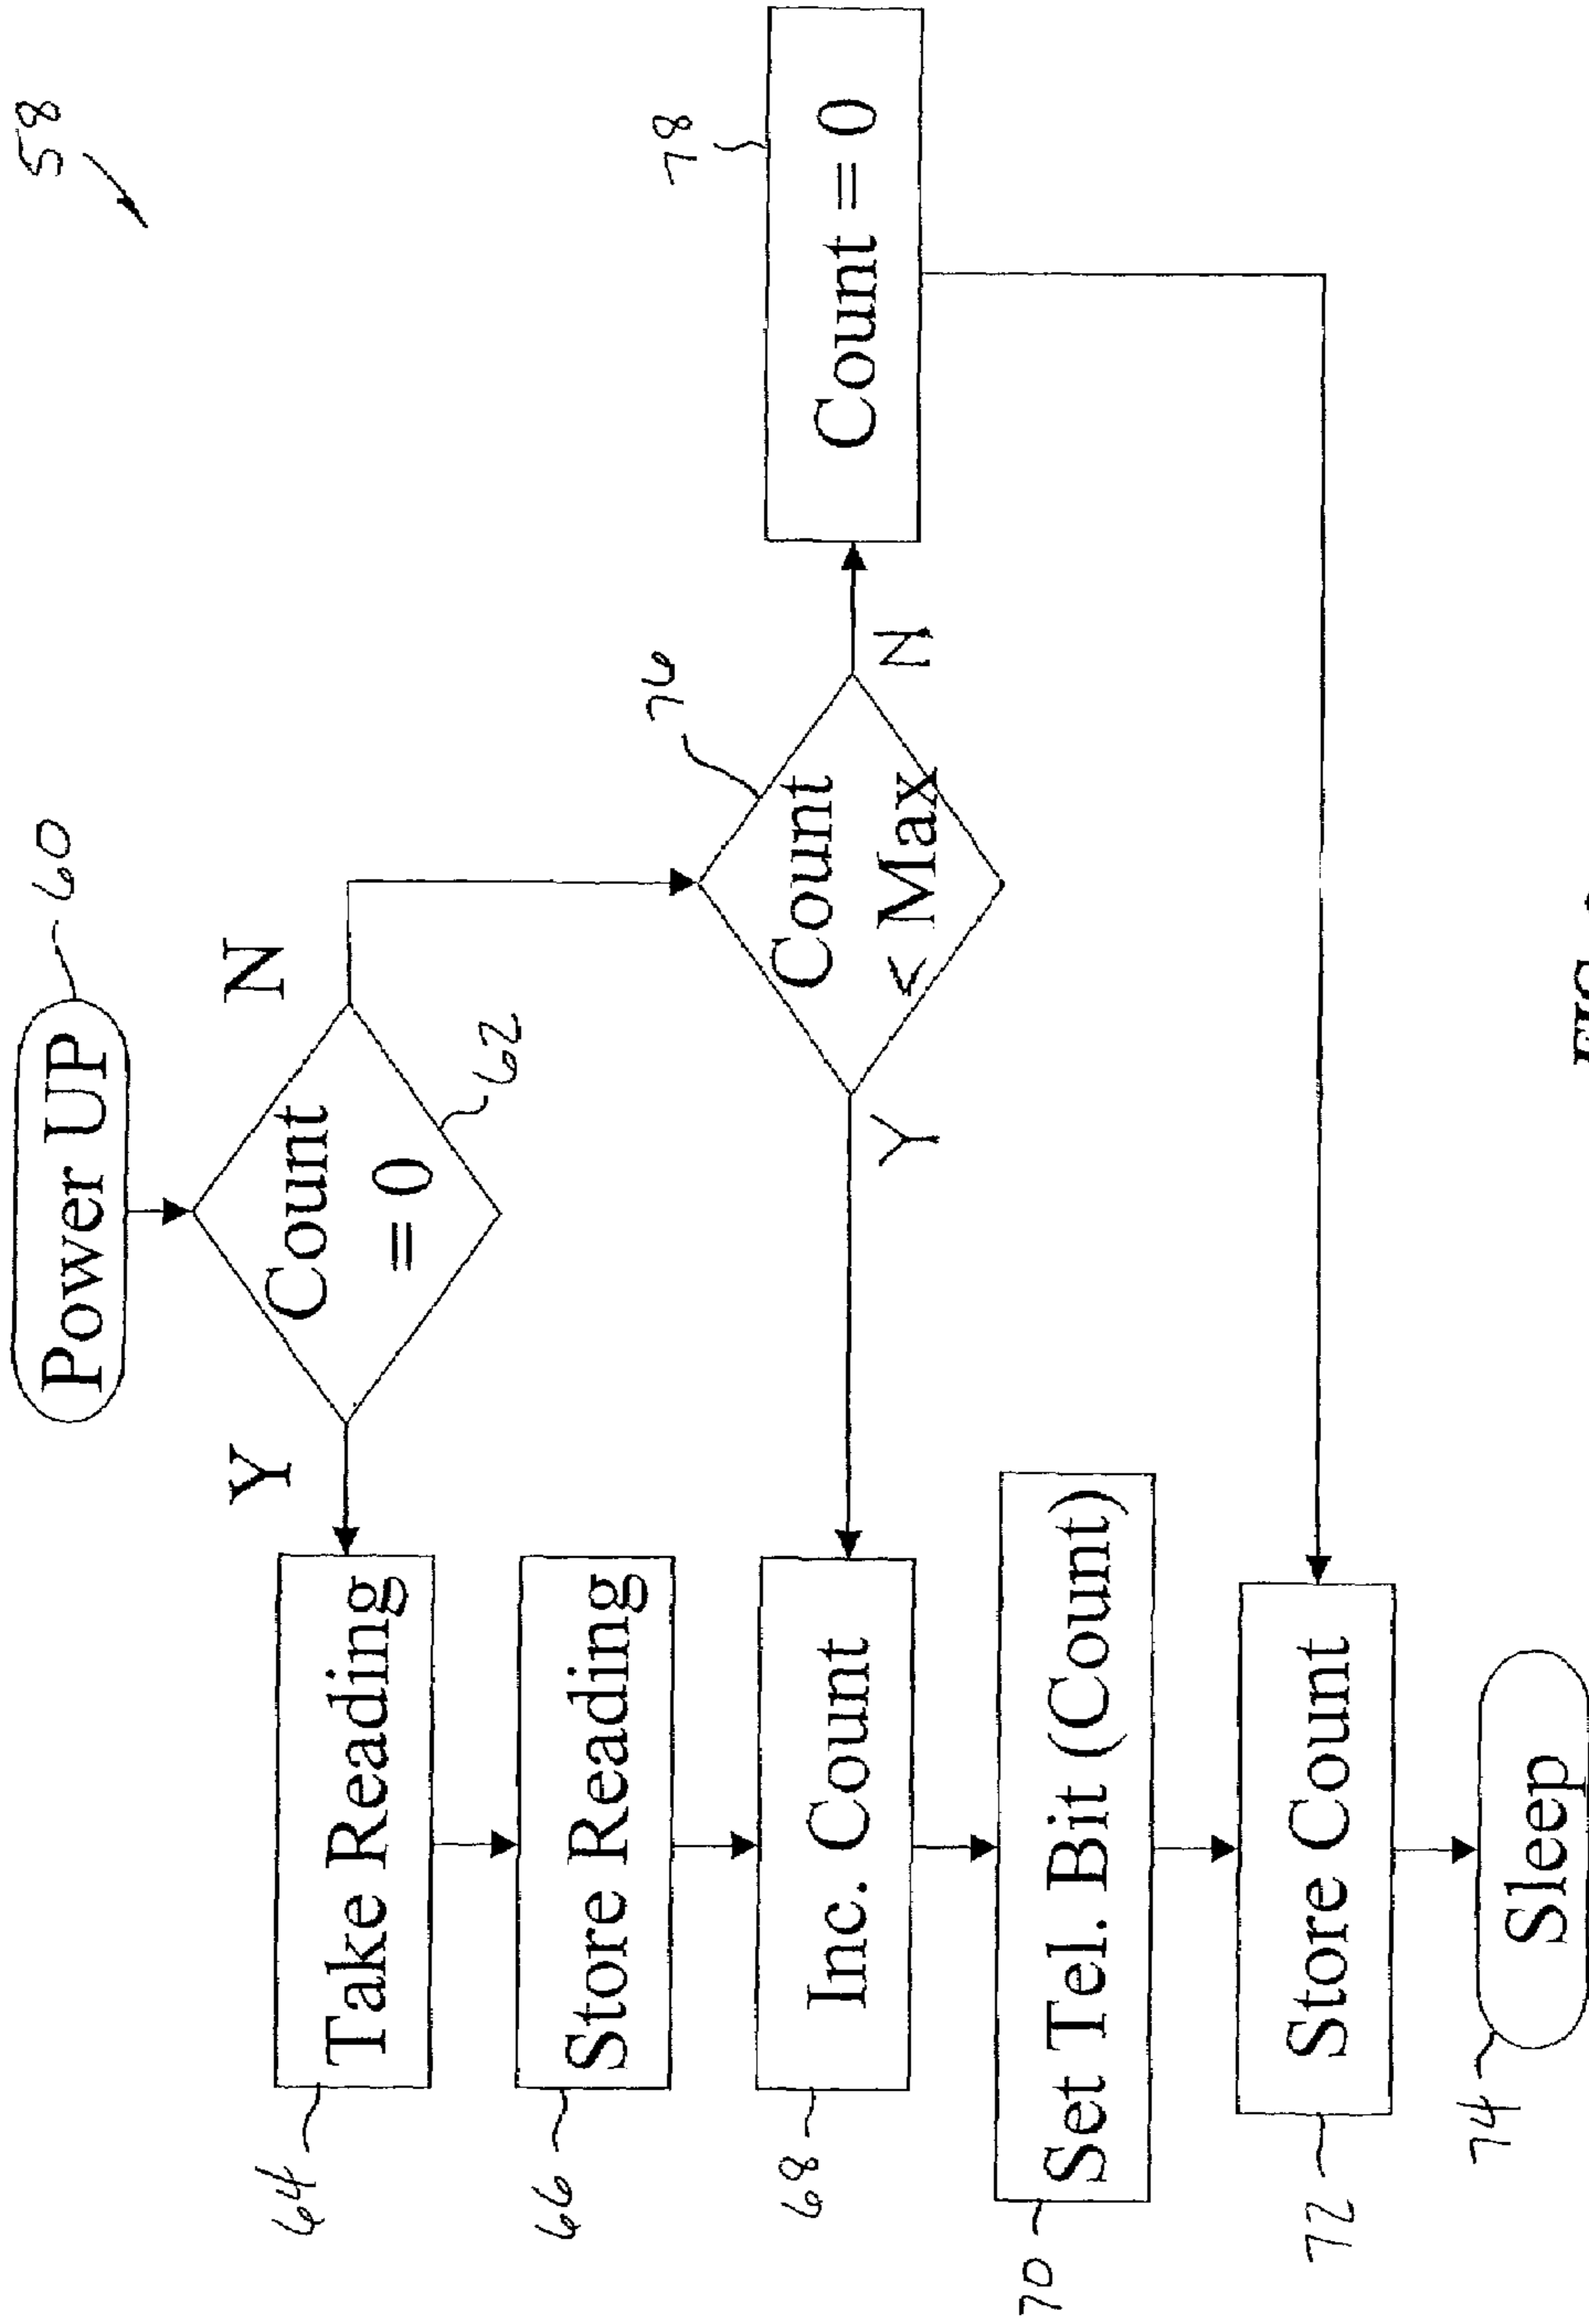 58
Power UP
60
Count
= 0
62
Y
N
64
Take Reading
66
Store Reading
Count
< Max
76
Y
N
Count = 0
78
68
Inc. Count
70
Set Tel. Bit (Count)
72
Store Count
74
Sleep